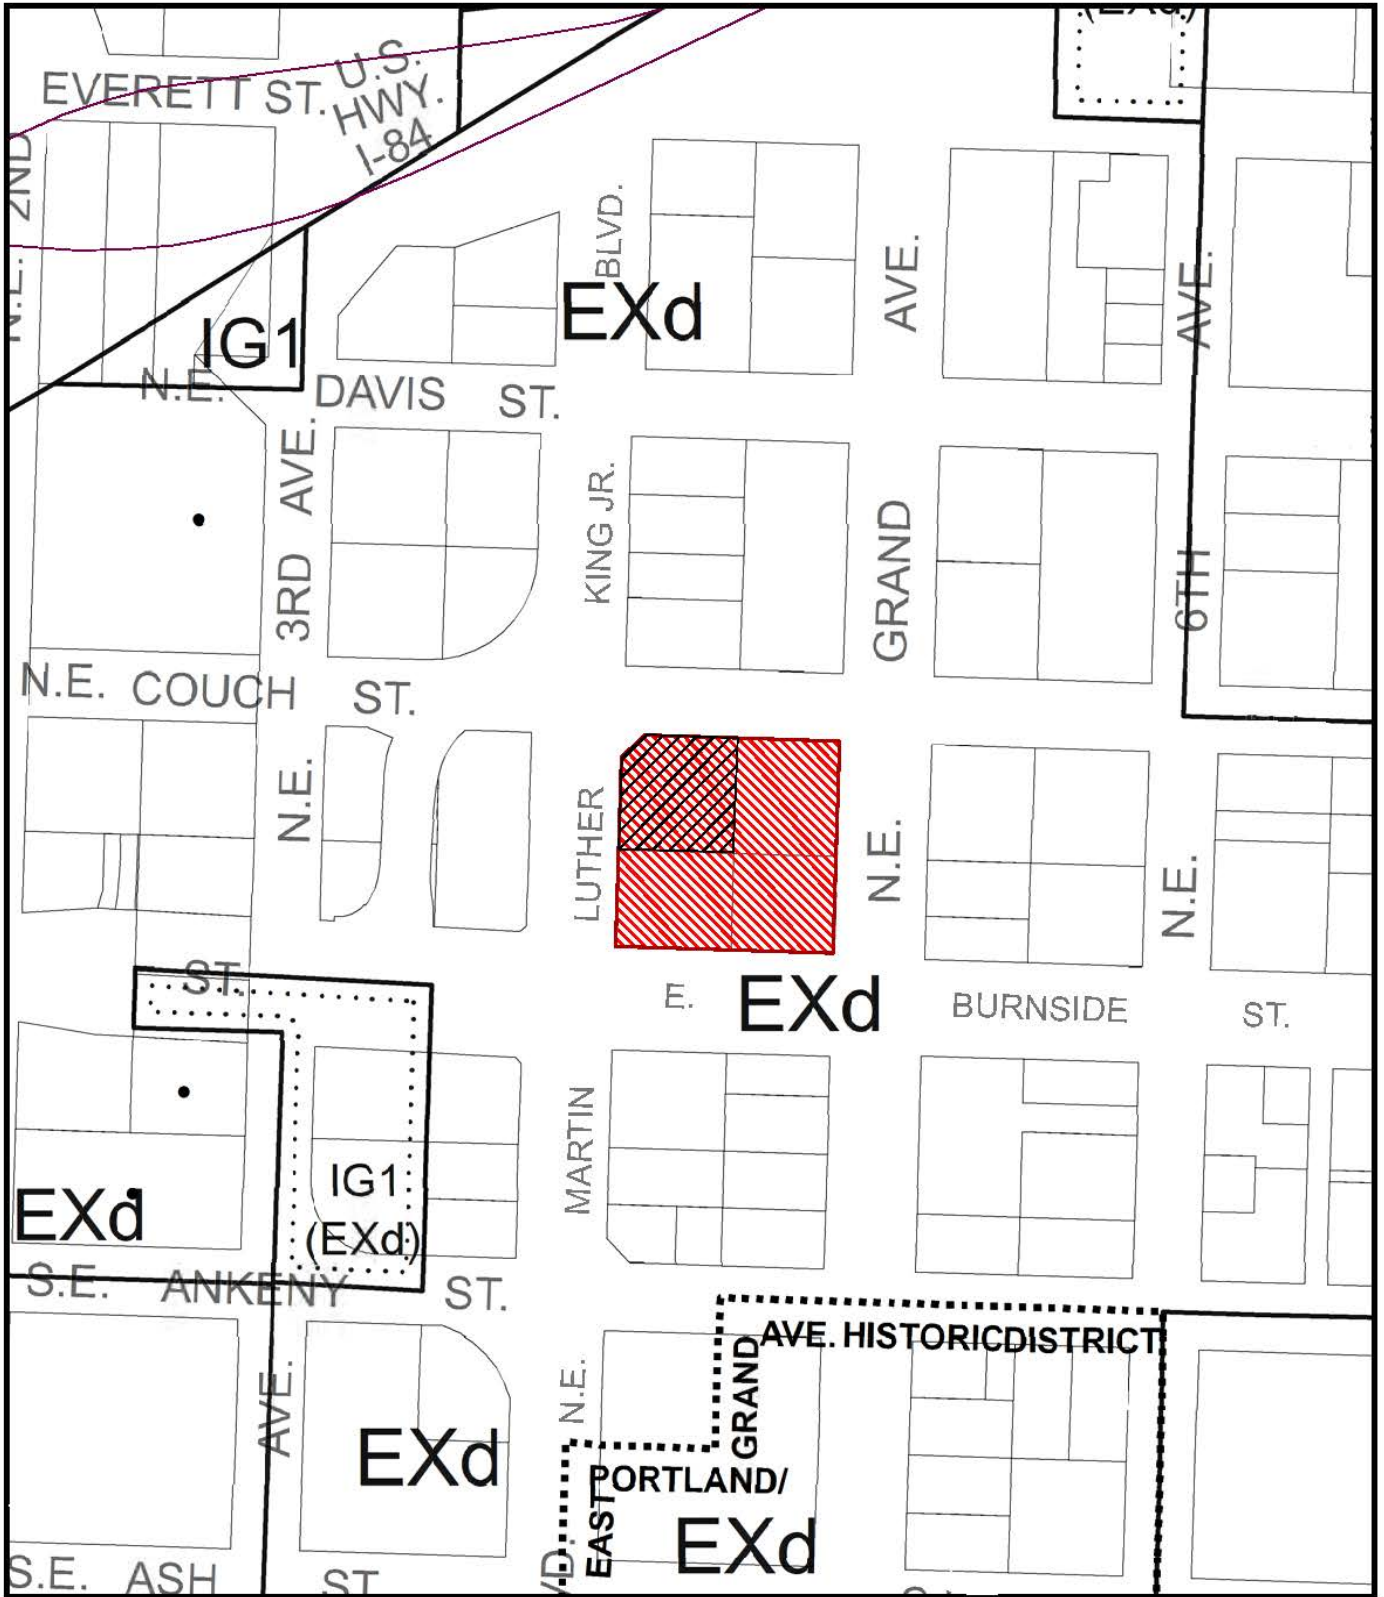 (EXd)
EVERETT ST.
U.S.
HWY.
I-84
N.E. 2ND
BLVD.
AVE.
AVE.
EXd
IG1
N.E. DAVIS ST.
3RD AVE.
KING JR.
GRAND
6TH
N.E. COUCH ST.
N.E.
LUTHER
N.E.
N.E.
ST.
E. BURNSIDE ST.
EXd
MARTIN
IG1
(EXd)
EXd
S.E. ANKENY ST.
AVE. HISTORICDISTRICT
GRAND
AVE.
N.E.
EXd
PORTLAND/
EAST
EXd
S.E. ASH ST
VD.